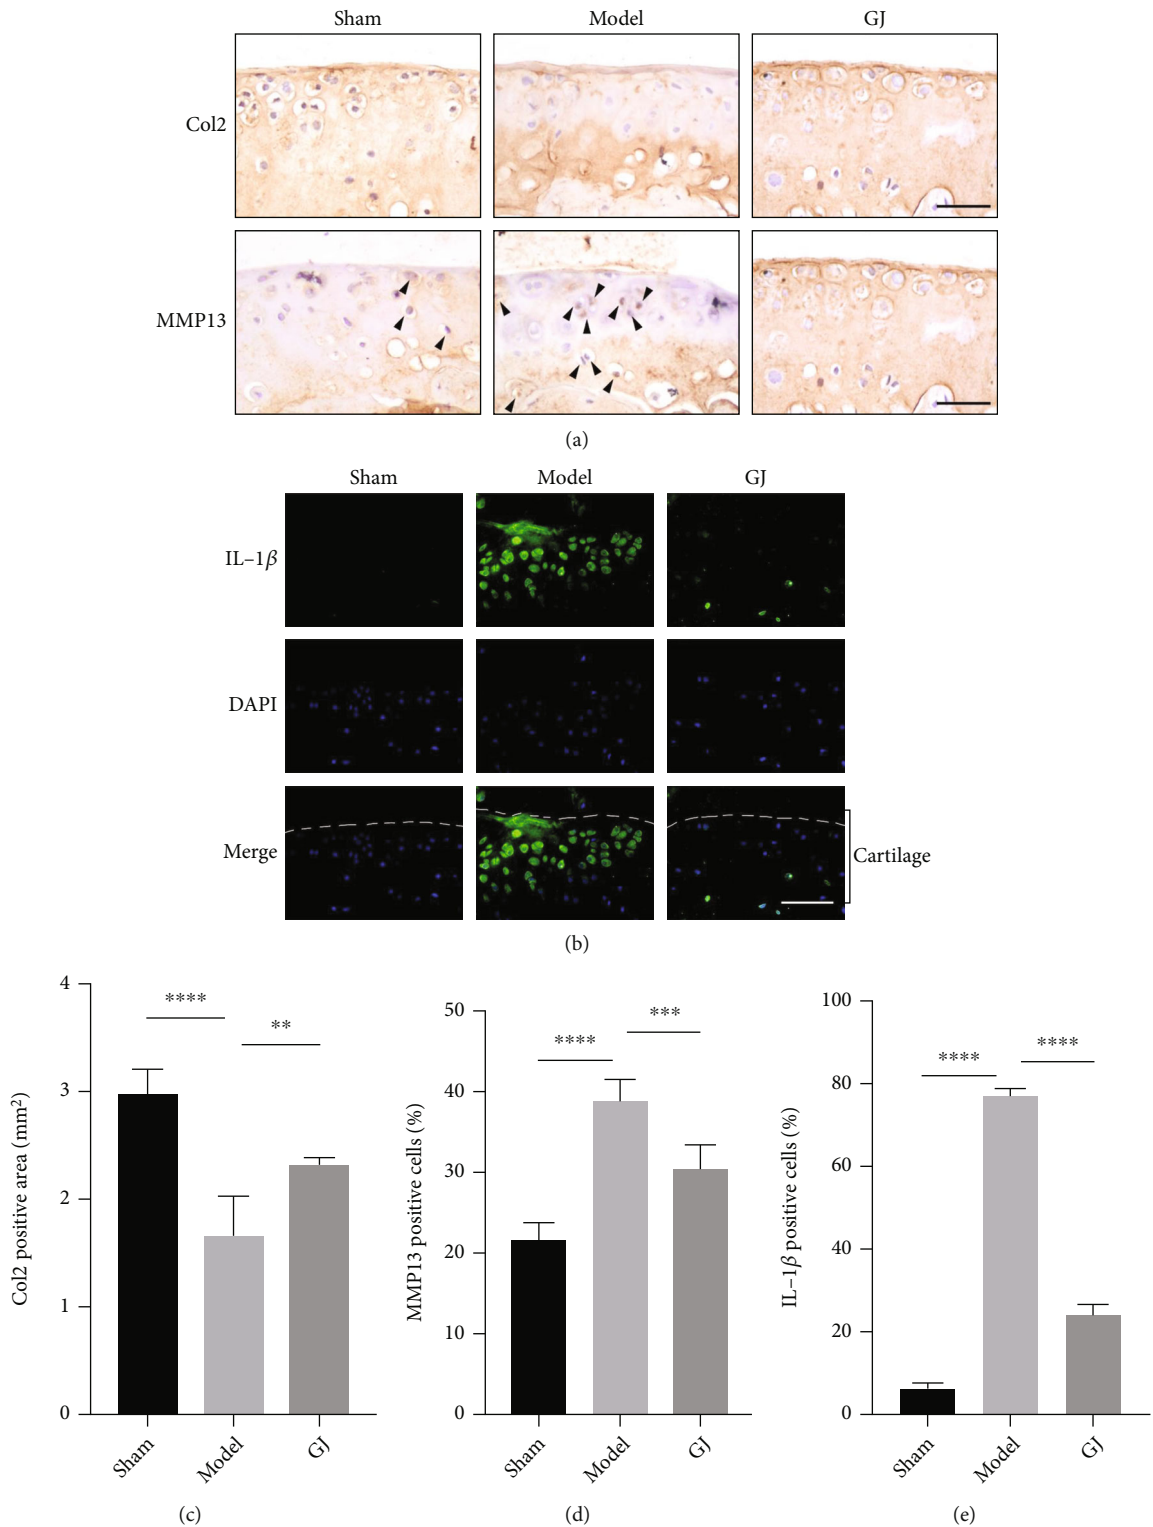 Sham Model GJ
Col2
MMP13
(a)
Sham Model GJ
IL–1β
DAPI
Merge
Cartilage
(b)
Col2 positive area (mm²)
4
3
2
1
0
****
**
Sham Model GJ
(c)
MMP13 positive cells (%)
50
40
30
20
10
0
****
***
Sham Model GJ
(d)
IL–1β positive cells (%)
100
80
60
40
20
0
****
****
Sham Model GJ
(e)